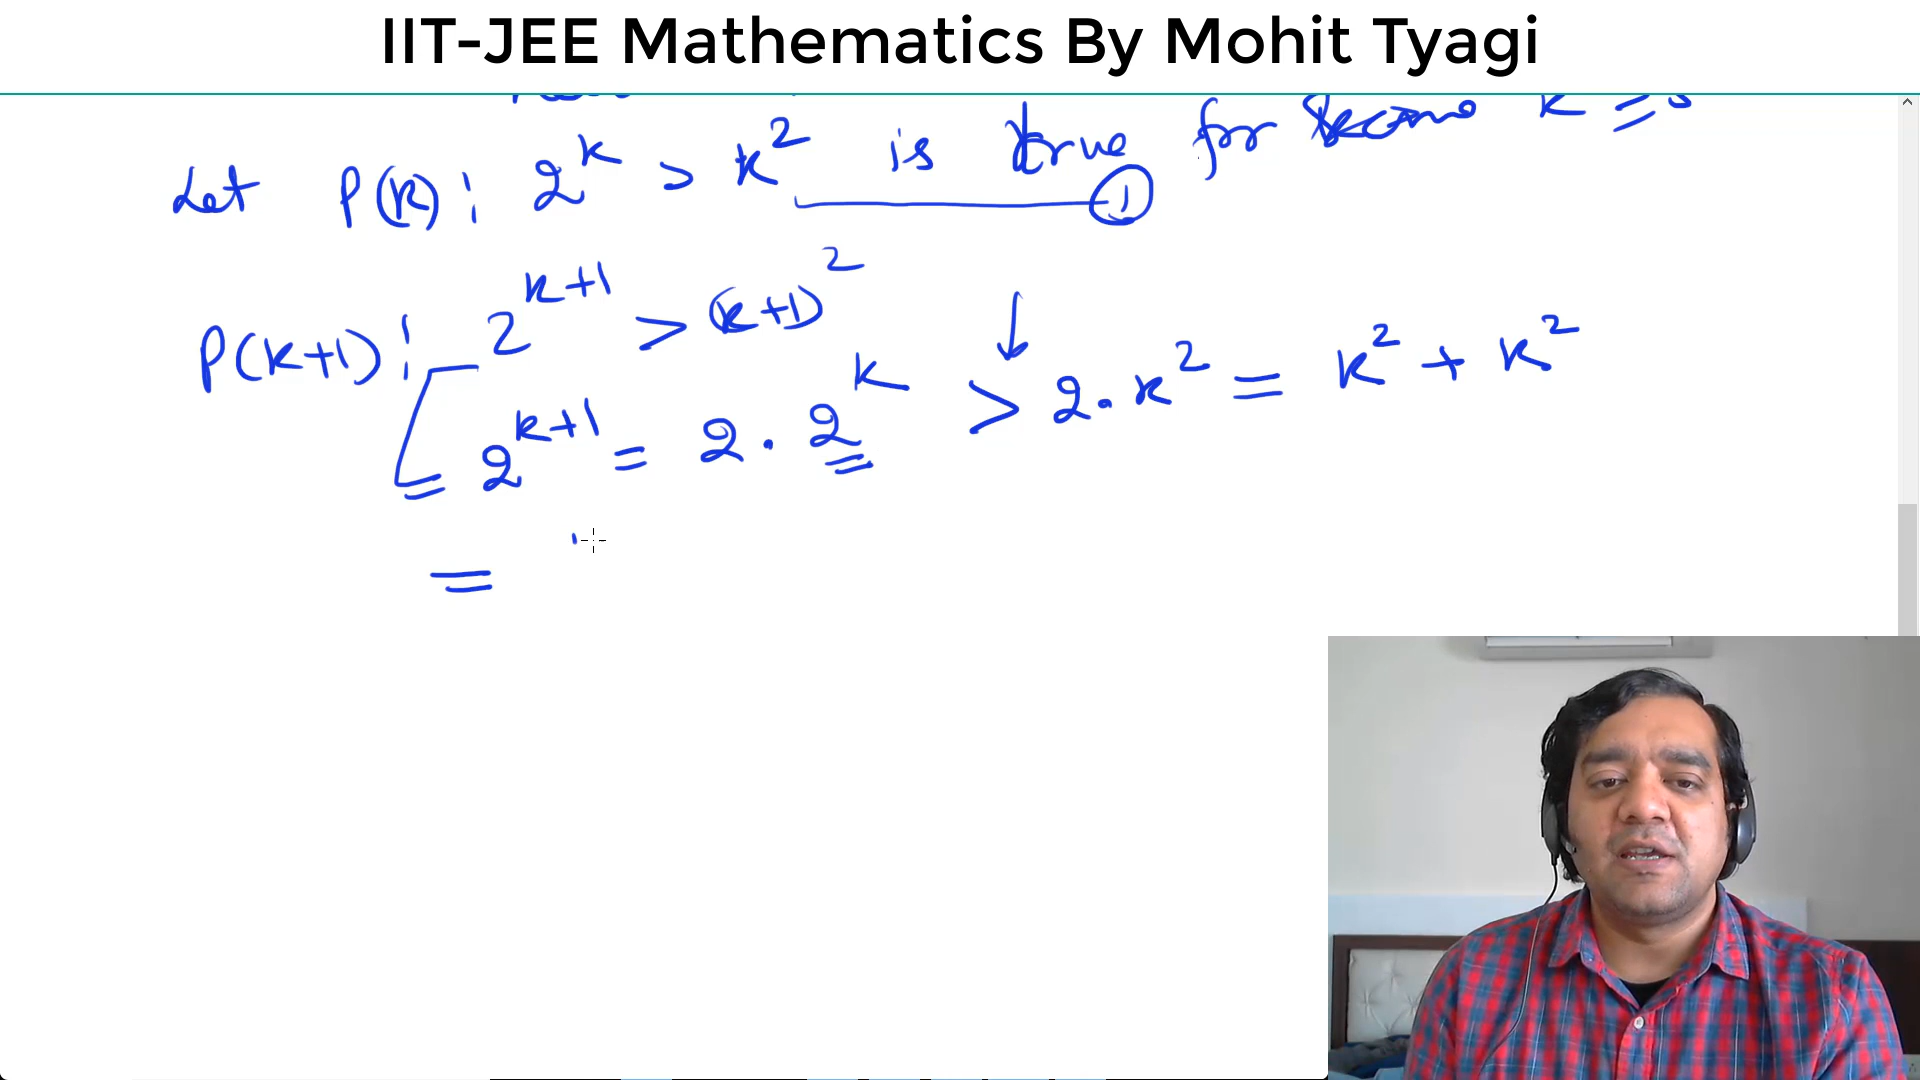 IIT-JEE Mathematics By Mohit Tyagi
Let P(k): 2^k > k^2 is true for k ≥
①
P(k+1): 2^{k+1} > (k+1)^2
2^{k+1} = 2 · 2^k > 2 · k^2 = k^2 + k^2
=